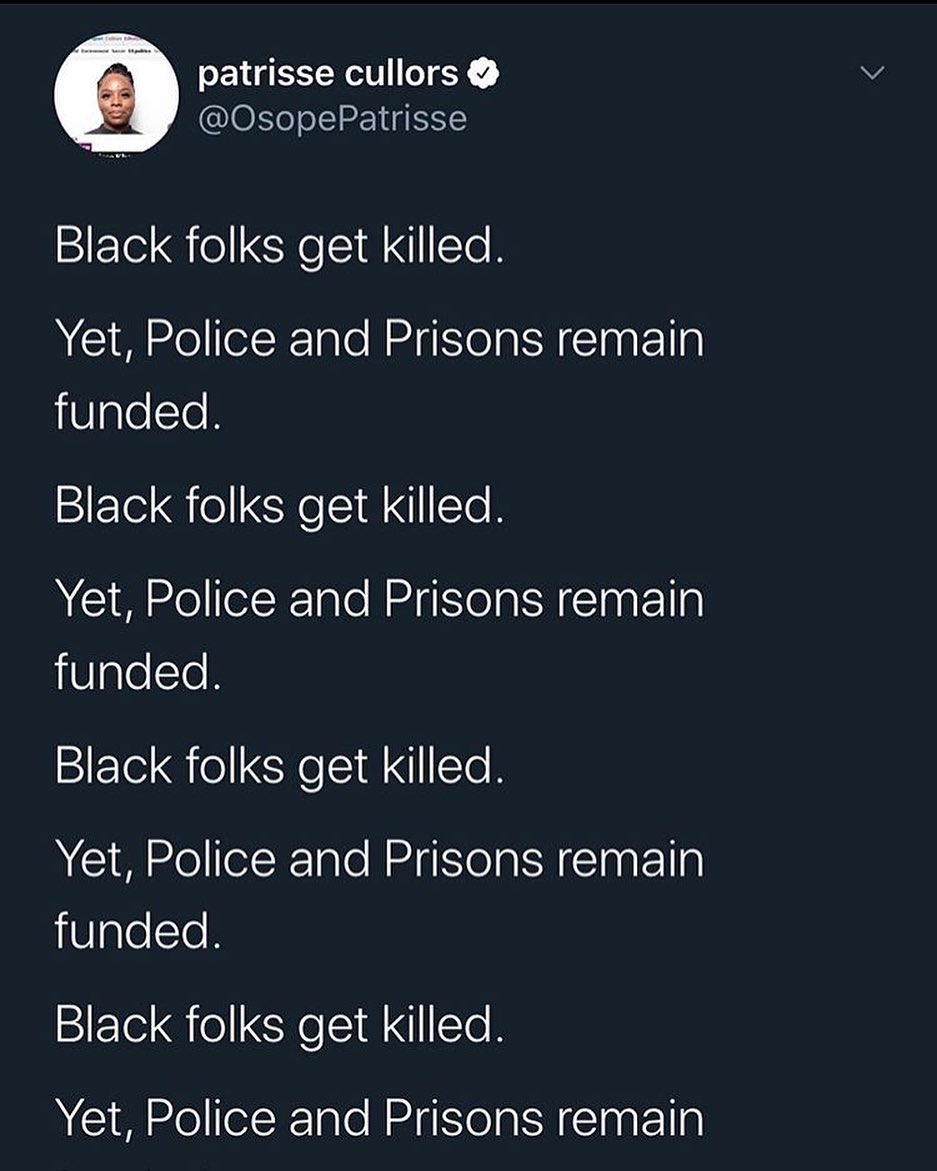 patrisse cullors
@OsopePatrisse
Black folks get killed.
Yet, Police and Prisons remain
funded.
Black folks get killed.
Yet, Police and Prisons remain
funded.
Black folks get killed.
Yet, Police and Prisons remain
funded.
Black folks get killed.
Yet, Police and Prisons remain